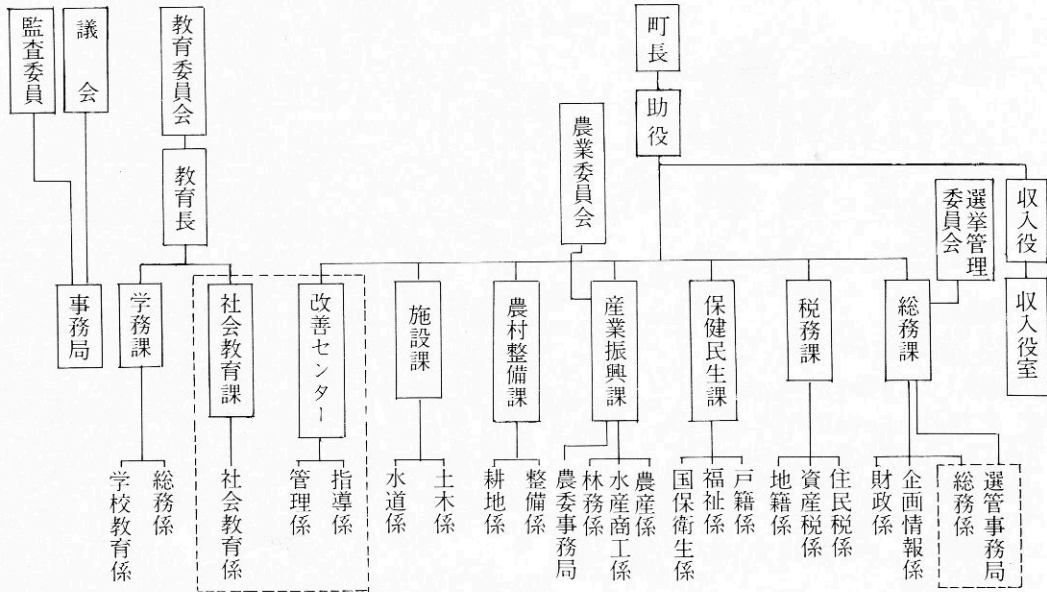 町長
助役
収入役
収入役室
選挙管理
委員会
総務課
選管事務局
総務係
企画情報係
財政係
税務課
住民税係
資産税係
地籍係
保健民生課
戸籍係
福祉係
国保衛生係
農業委員会
産業振興課
農産係
水産商工係
林務係
農委事務局
農村整備課
整備係
耕地係
施設課
土木係
水道係
改善センター
指導係
管理係
教育委員会
教育長
社会教育課
社会教育係
学務課
総務係
学校教育係
議会
監査委員
事務局